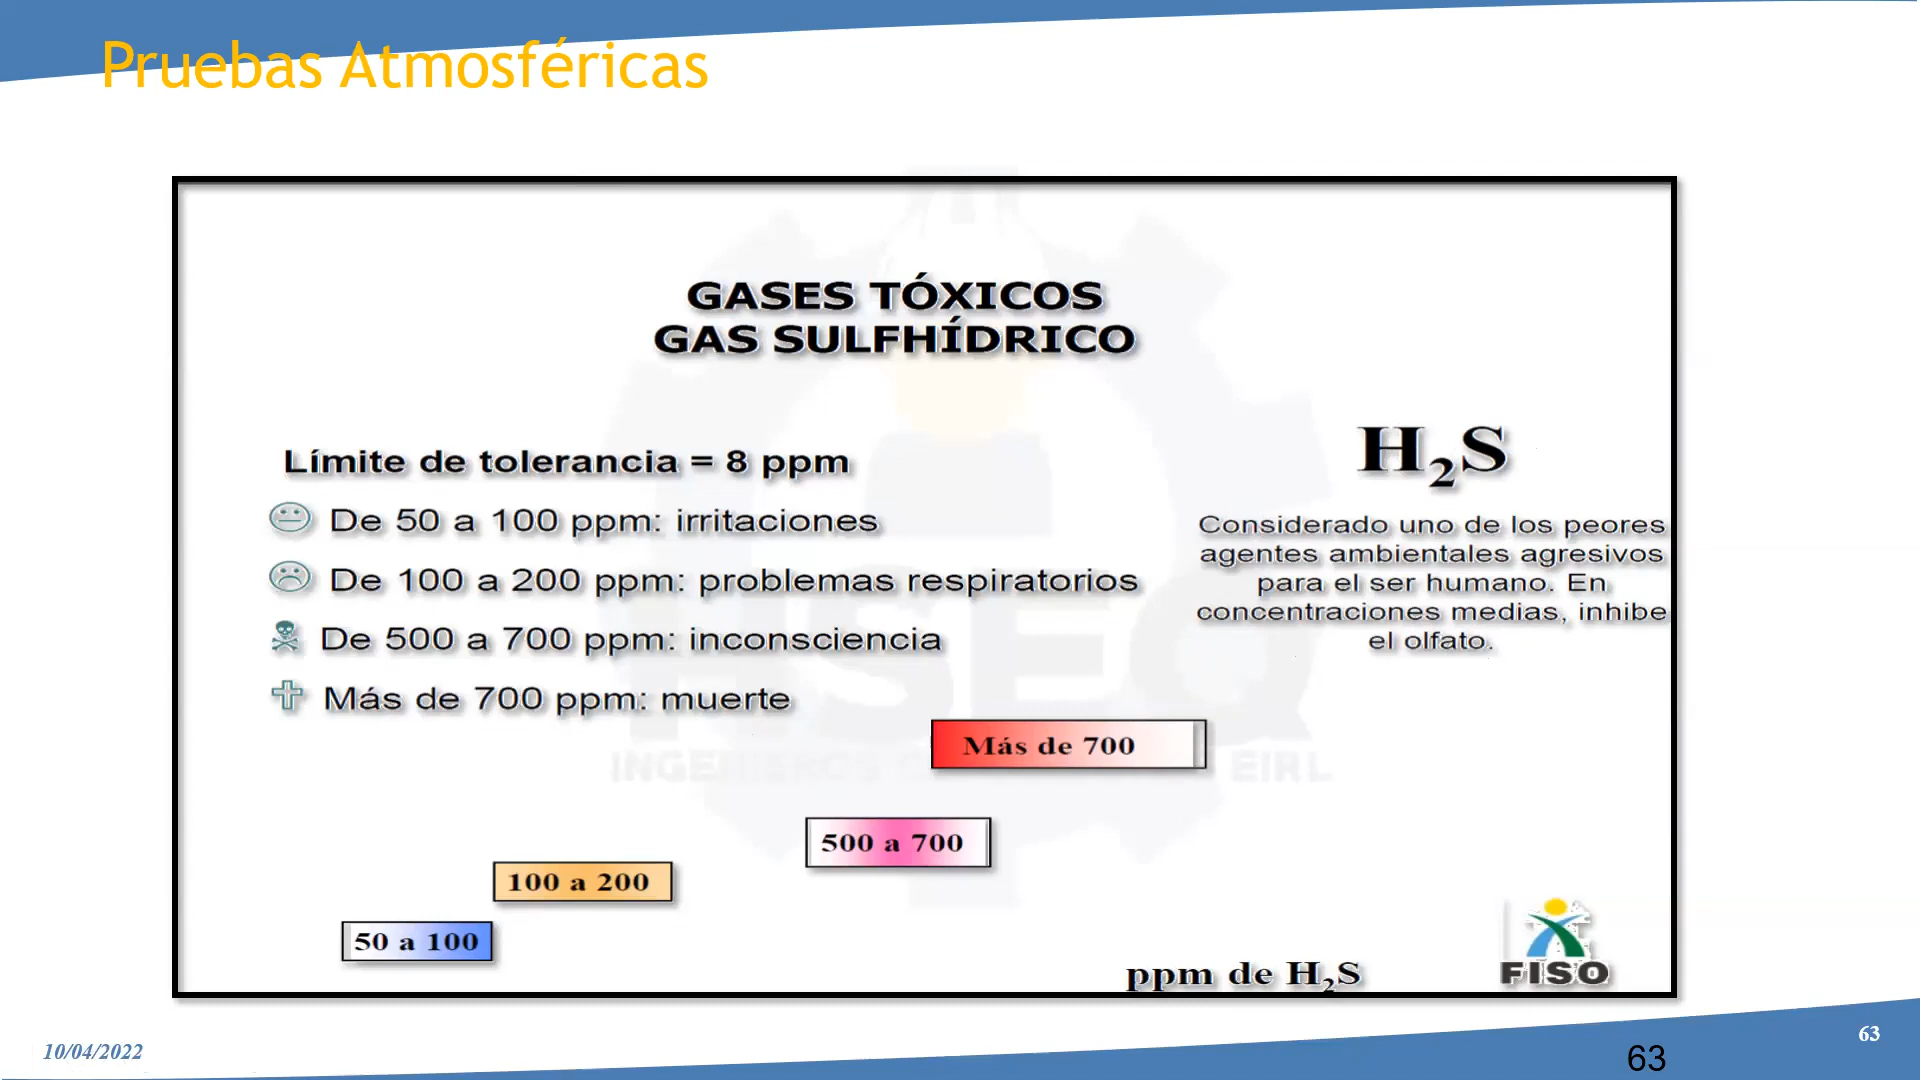 Pruebas Atmosféricas
GASES TÓXICOS
GAS SULFHÍDRICO
Límite de tolerancia = 8 ppm
De 50 a 100 ppm: irritaciones
De 100 a 200 ppm: problemas respiratorios
De 500 a 700 ppm: inconsciencia
Más de 700 ppm: muerte
H₂S
Considerado uno de los peores
agentes ambientales agresivos
para el ser humano. En
concentraciones medias, inhibe
el olfato.
Más de 700
500 a 700
100 a 200
50 a 100
ppm de H₂S
FISO
HSEQ
EIRL
10/04/2022
63
63